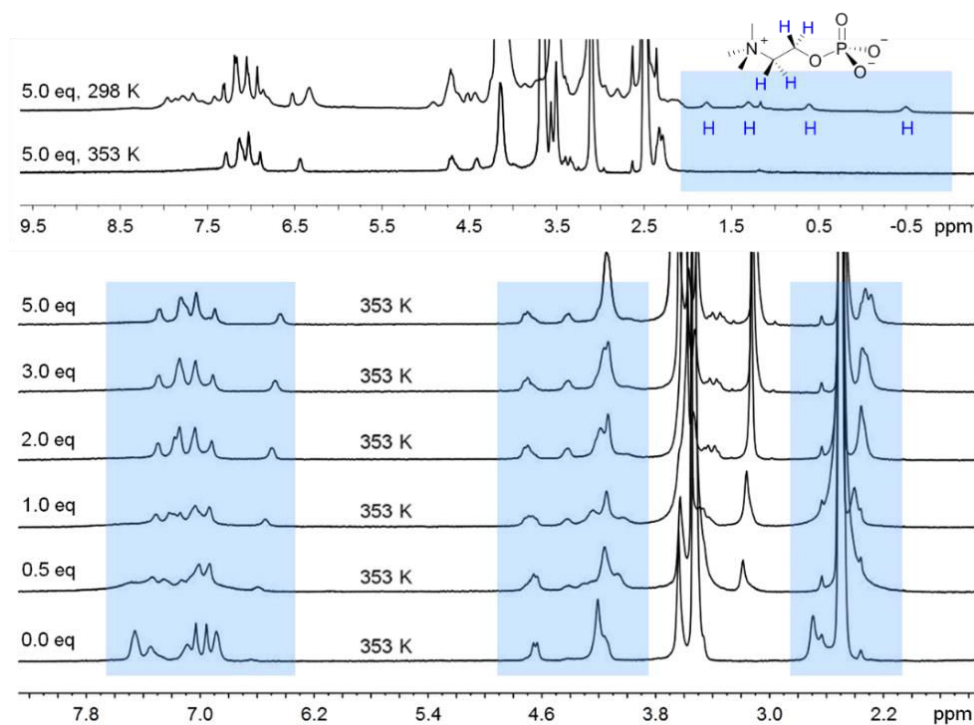 H H
O
N + O P O−
O−
H H
5.0 eq, 298 K
H H H H
5.0 eq, 353 K
9.5 8.5 7.5 6.5 5.5 4.5 3.5 2.5 1.5 0.5 -0.5 ppm
5.0 eq 353 K
3.0 eq 353 K
2.0 eq 353 K
1.0 eq 353 K
0.5 eq 353 K
0.0 eq 353 K
7.8 7.0 6.2 5.4 4.6 3.8 3.0 2.2 ppm